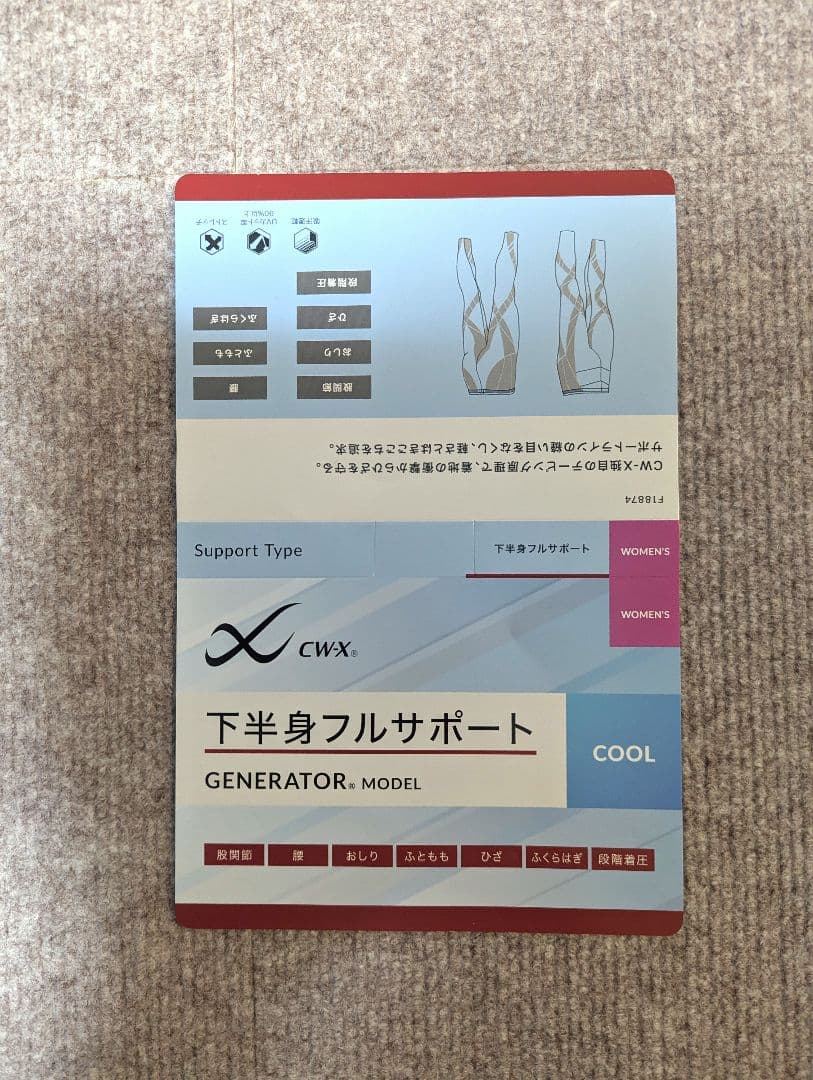 吸汗速乾
UVカット率
90%以上
ストレッチ
段階着圧
ひざ
ふくらはぎ
おしり
ふともも
股関節
腰
CW-X独自のテーピング原理で、着地の衝撃からひざを守る。
サポートラインの縫い目をなくし、軽さとはきごこちを追求。
F18874
Support Type
下半身フルサポート
WOMEN'S
WOMEN'S
CW-X®
下半身フルサポート
COOL
GENERATOR® MODEL
股関節 腰 おしり ふともも ひざ ふくらはぎ 段階着圧